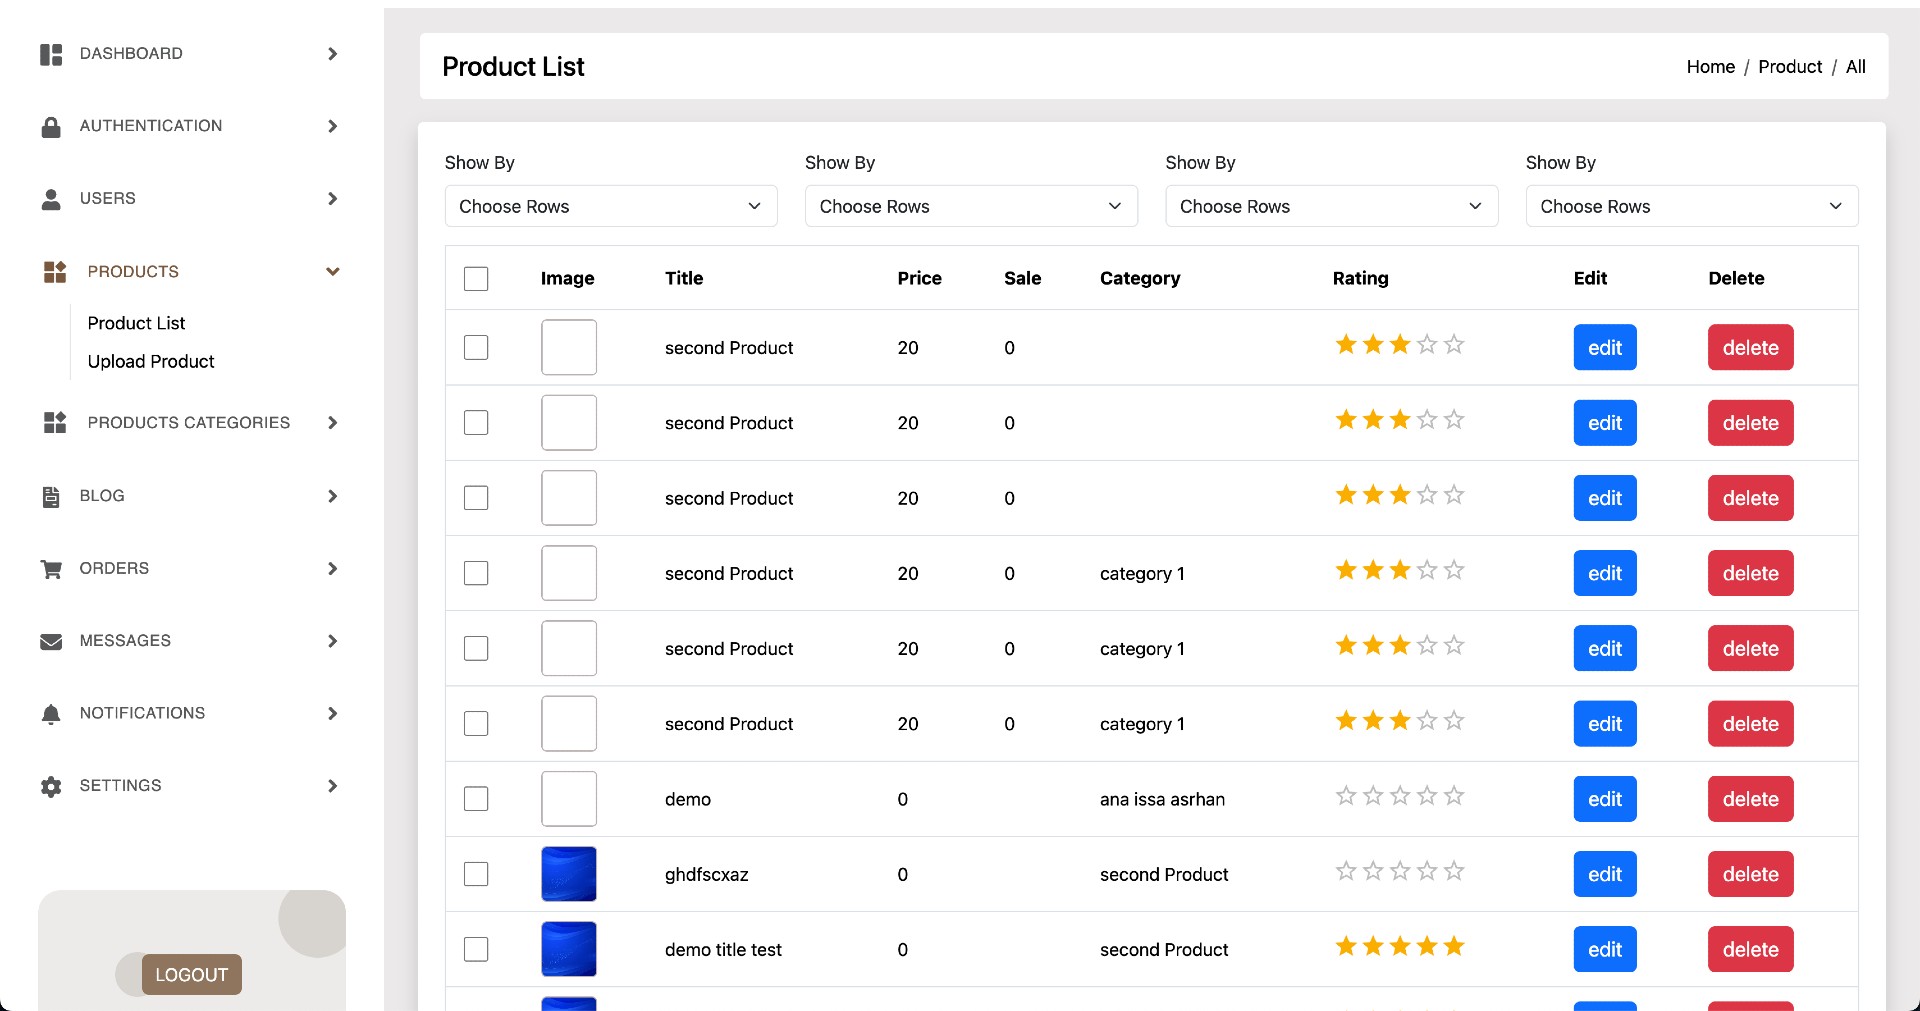 DASHBOARD
AUTHENTICATION
USERS
PRODUCTS
Product List
Upload Product
PRODUCTS CATEGORIES
BLOG
ORDERS
MESSAGES
NOTIFICATIONS
SETTINGS
LOGOUT
Product List
Home / Product / All
Show By Show By Show By Show By
Choose Rows Choose Rows Choose Rows Choose Rows
Image Title Price Sale Category Rating Edit Delete
second Product 20 0 edit delete
second Product 20 0 edit delete
second Product 20 0 edit delete
second Product 20 0 category 1 edit delete
second Product 20 0 category 1 edit delete
second Product 20 0 category 1 edit delete
demo 0 ana issa asrhan edit delete
ghdfscxaz 0 second Product edit delete
demo title test 0 second Product edit delete